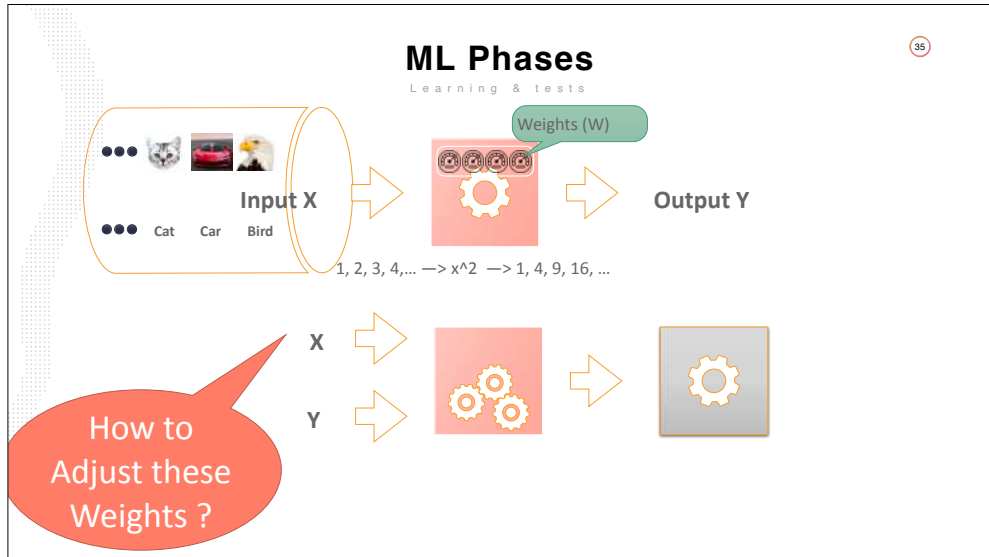 ML Phases
35
Learning & tests
Weights (W)
Input X
Output Y
Cat Car Bird
1, 2, 3, 4,... —> x^2 —> 1, 4, 9, 16, ...
X
Y
How to
Adjust these
Weights ?